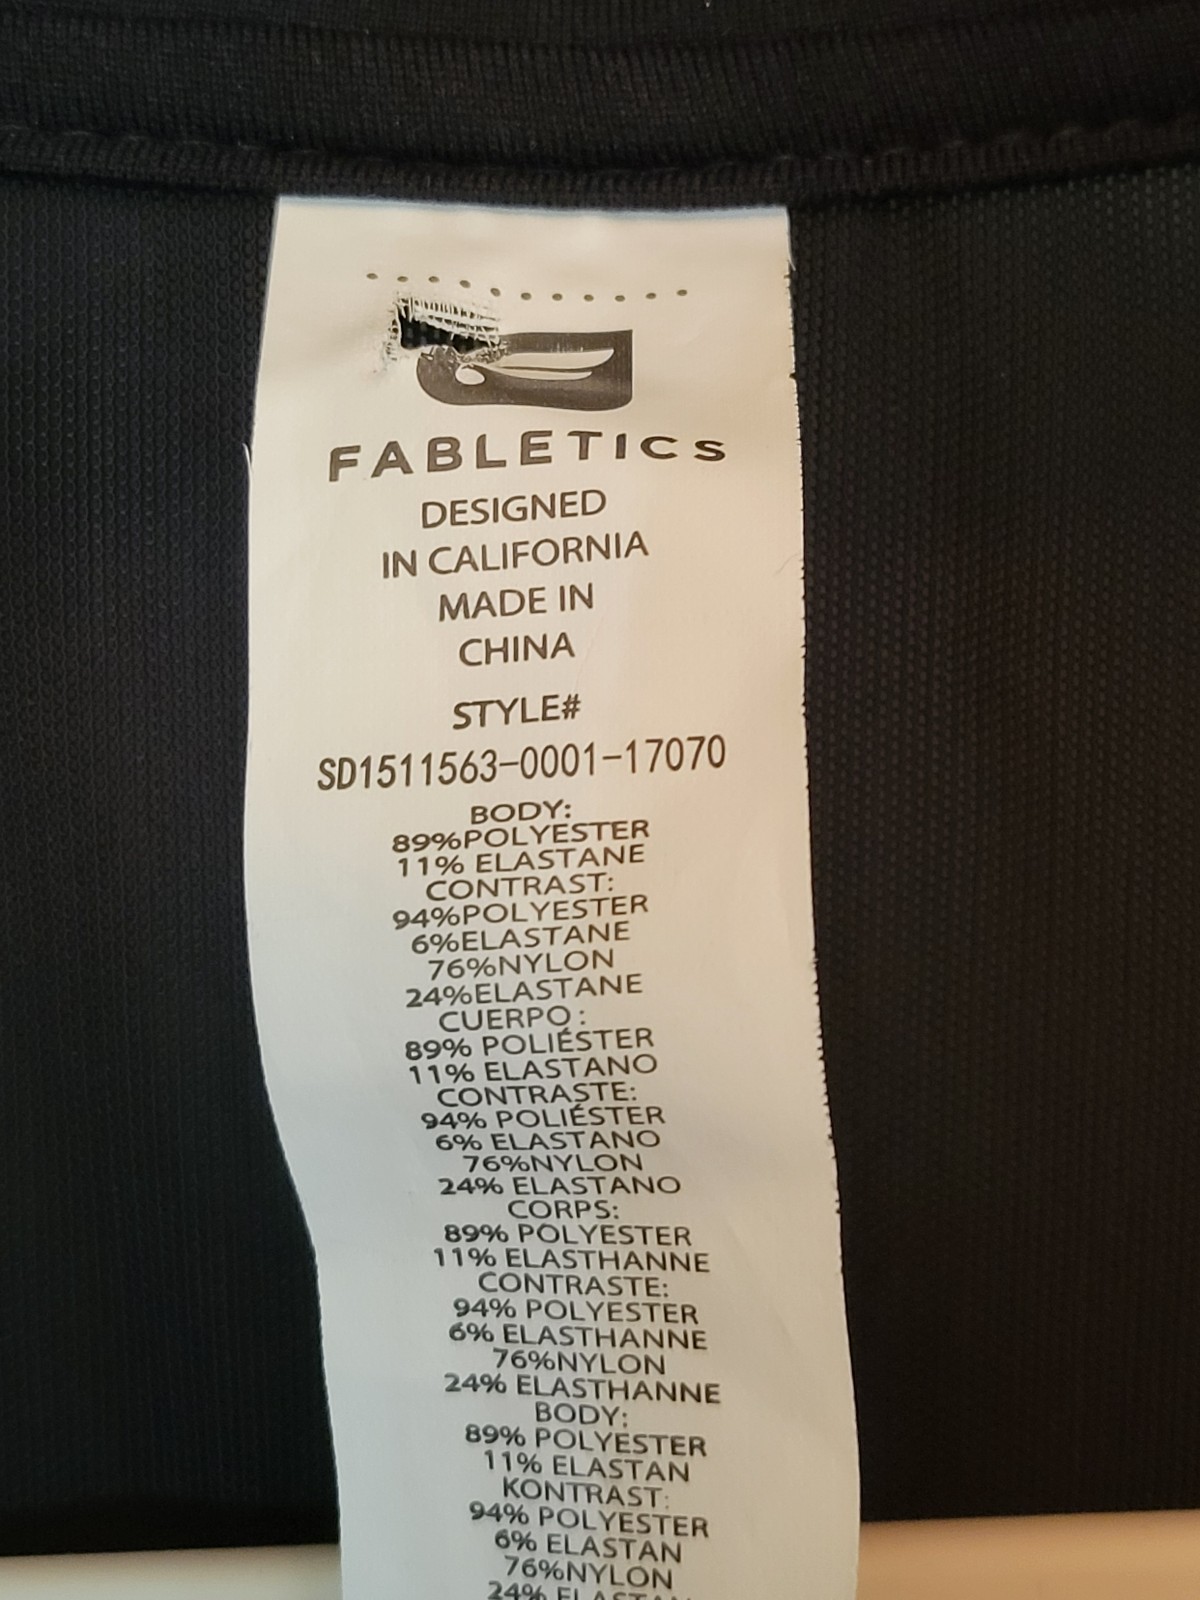 FABLETICS
DESIGNED
IN CALIFORNIA
MADE IN
CHINA
STYLE#
SD1511563-0001-17070
BODY:
89%POLYESTER
11% ELASTANE
CONTRAST:
94%POLYESTER
6%ELASTANE
76%NYLON
24%ELASTANE
CUERPO :
89% POLIÉSTER
11% ELASTANO
CONTRASTE:
94% POLIÉSTER
6% ELASTANO
76%NYLON
24% ELASTANO
CORPS:
89% POLYESTER
11% ELASTHANNE
CONTRASTE:
94% POLYESTER
6% ELASTHANNE
76%NYLON
24% ELASTHANNE
BODY:
89% POLYESTER
11% ELASTAN
KONTRAST:
94% POLYESTER
6% ELASTAN
76%NYLON
24%